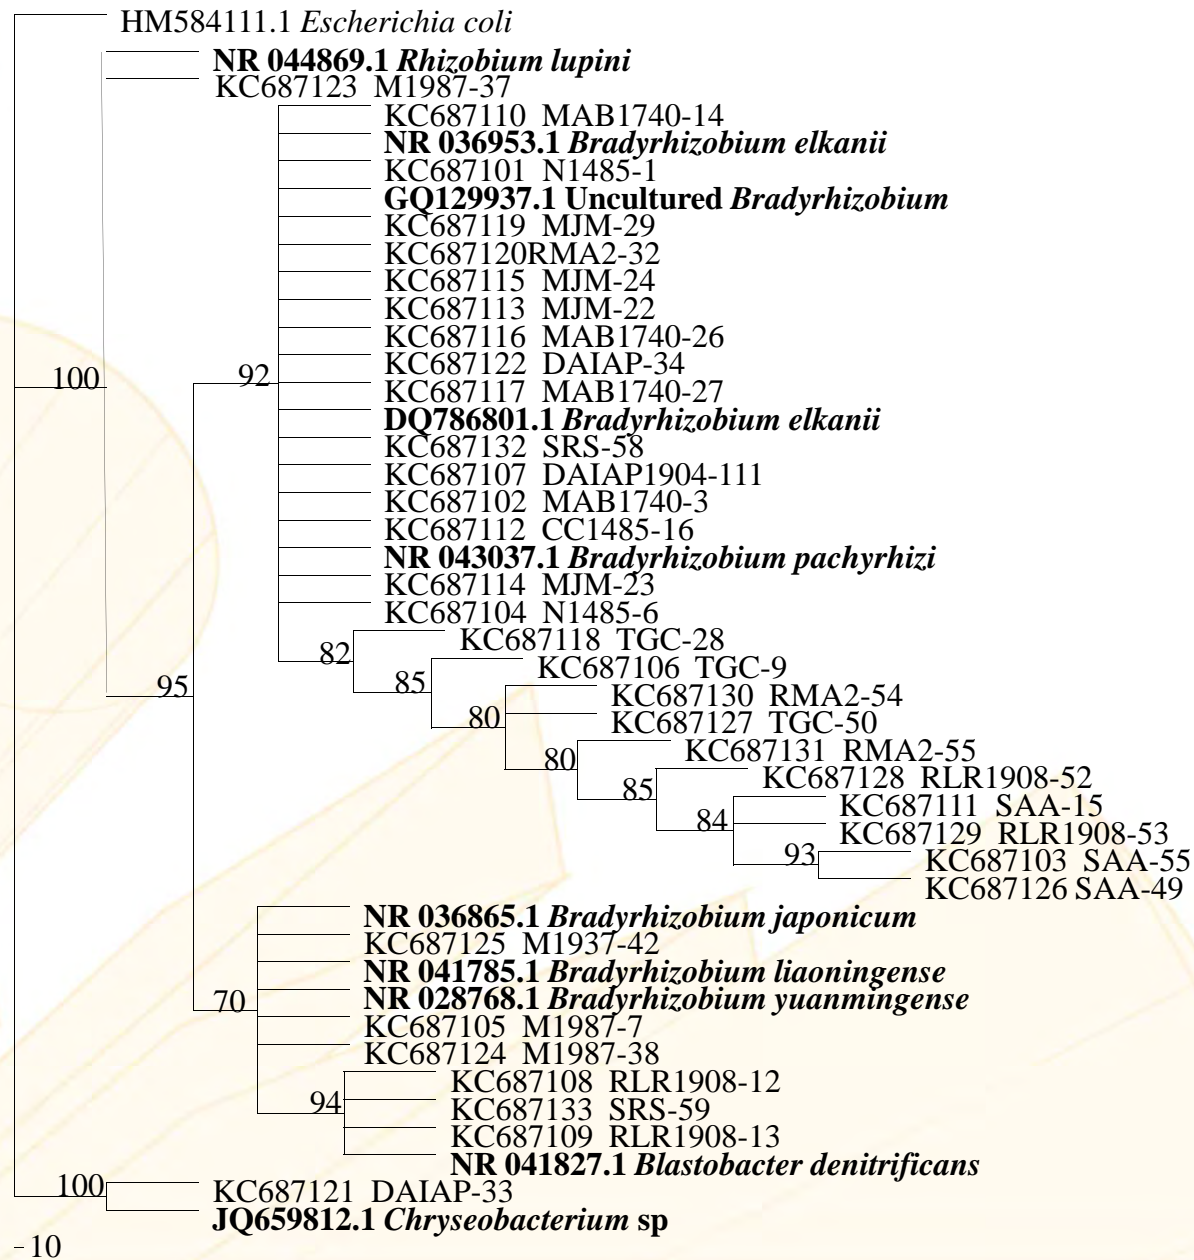 HM584111.1 Escherichia coli
NR 044869.1 Rhizobium lupini
KC687123 M1987-37
KC687110 MAB1740-14
NR 036953.1 Bradyrhizobium elkanii
KC687101 N1485-1
GQ129937.1 Uncultured Bradyrhizobium
KC687119 MJM-29
KC687120RMA2-32
KC687115 MJM-24
KC687113 MJM-22
KC687116 MAB1740-26
KC687122 DAIAP-34
100
92
KC687117 MAB1740-27
DQ786801.1 Bradyrhizobium elkanii
KC687132 SRS-58
KC687107 DAIAP1904-111
KC687102 MAB1740-3
KC687112 CC1485-16
NR 043037.1 Bradyrhizobium pachyrhizi
KC687114 MJM-23
KC687104 N1485-6
KC687118 TGC-28
82
KC687106 TGC-9
95
85
KC687130 RMA2-54
80
KC687127 TGC-50
KC687131 RMA2-55
80
KC687128 RLR1908-52
85
KC687111 SAA-15
84
KC687129 RLR1908-53
93
KC687103 SAA-55
KC687126 SAA-49
NR 036865.1 Bradyrhizobium japonicum
KC687125 M1937-42
NR 041785.1 Bradyrhizobium liaoningense
70
NR 028768.1 Bradyrhizobium yuanmingense
KC687105 M1987-7
KC687124 M1987-38
KC687108 RLR1908-12
94
KC687133 SRS-59
KC687109 RLR1908-13
NR 041827.1 Blastobacter denitrificans
100
KC687121 DAIAP-33
JQ659812.1 Chryseobacterium sp
10